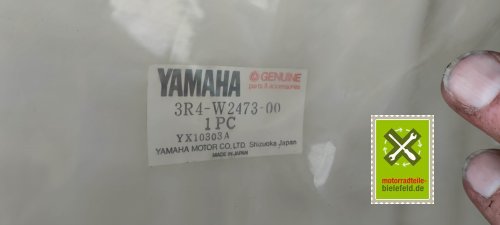 YAMAHA
GENUINE
parts & accessories
3R4-W2473-00
1PC
YX10303A
YAMAHA MOTOR CO.,LTD. Shizuoka Japan
MADE IN JAPAN
motorradteile-
bielefeld.de